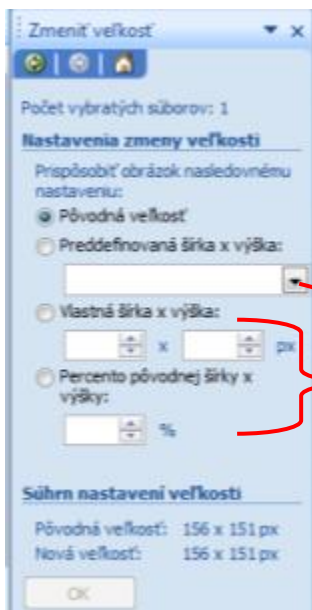 Zmeniť veľkosť
Počet vybratých súborov: 1
Nastavenia zmeny veľkosti
Prispôsobiť obrázok nasledovnému
nastaveniu:
Pôvodná veľkosť
Preddefinovaná šírka x výška:
Vlastná šírka x výška:
x px
Percento pôvodnej šírky x
výšky:
%
Súhrn nastavení veľkosti
Pôvodná veľkosť: 156 x 151 px
Nová veľkosť: 156 x 151 px
OK